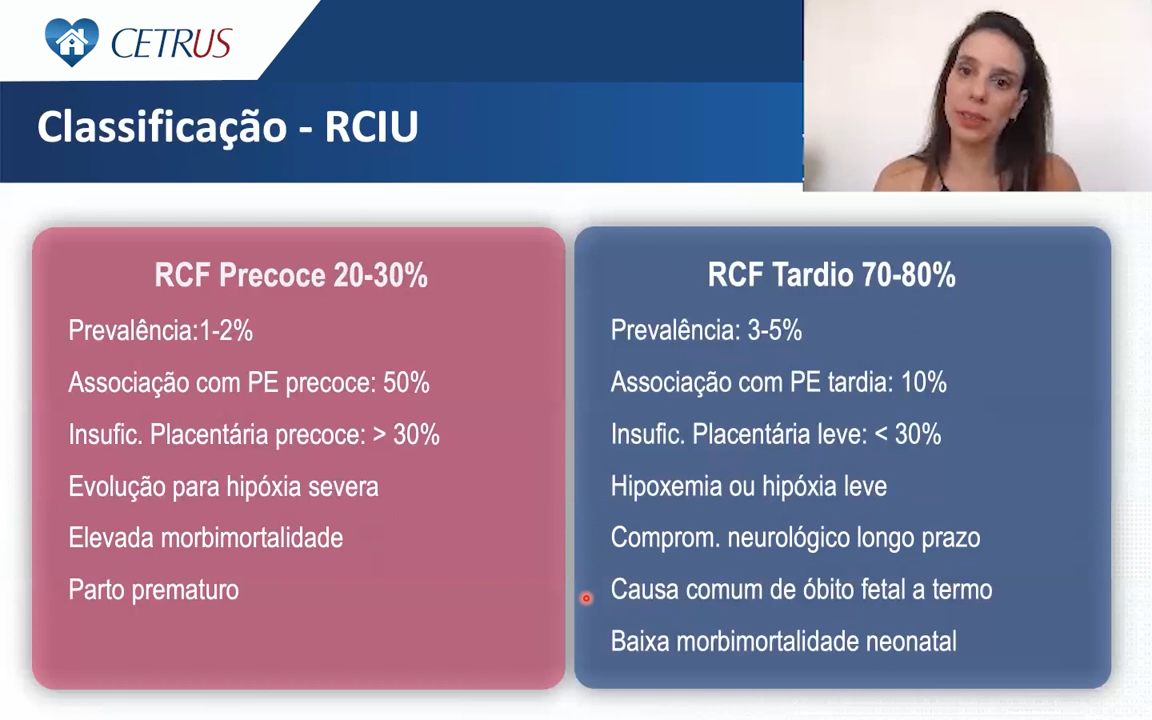 CETRUS
Classificação - RCIU
RCF Precoce 20-30%
Prevalência:1-2%
Associação com PE precoce: 50%
Insufic. Placentária precoce: > 30%
Evolução para hipóxia severa
Elevada morbimortalidade
Parto prematuro
RCF Tardio 70-80%
Prevalência: 3-5%
Associação com PE tardia: 10%
Insufic. Placentária leve: < 30%
Hipoxemia ou hipóxia leve
Comprom. neurológico longo prazo
Causa comum de óbito fetal a termo
Baixa morbimortalidade neonatal